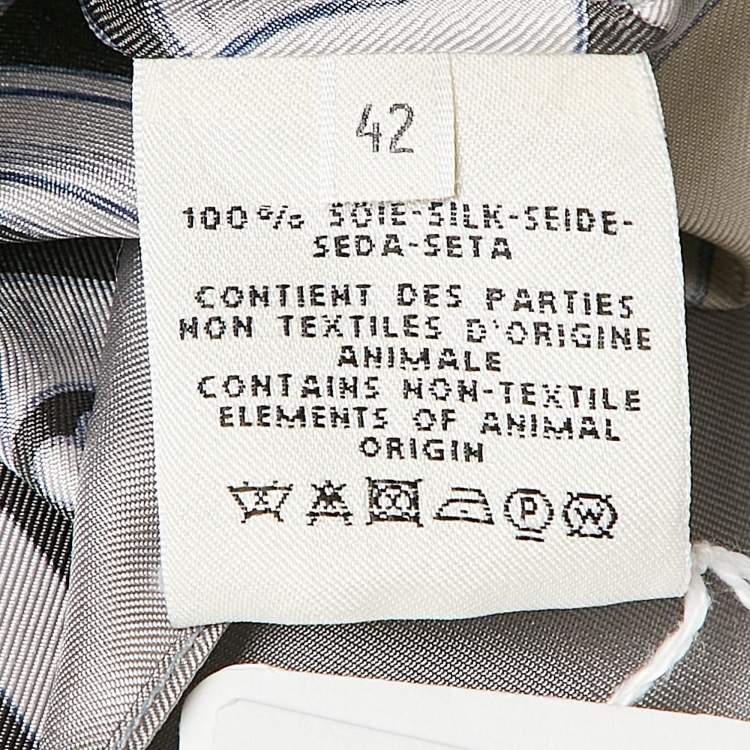 42
100% SOIE-SILK-SEIDE-
SEDA-SETA
CONTIENT DES PARTIES
NON TEXTILES D'ORIGINE
ANIMALE
CONTAINS NON-TEXTILE
ELEMENTS OF ANIMAL
ORIGIN
P W